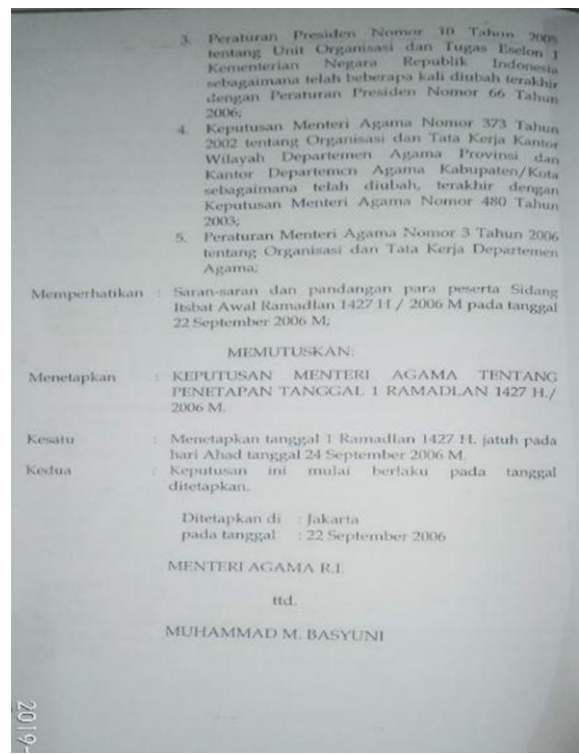 3. Peraturan Presiden Nomor 10 Tahun 2005
tentang Unit Organisasi dan Tugas Eselon I
Kementerian Negara Republik Indonesia
sebagaimana telah beberapa kali diubah terakhir
dengan Peraturan Presiden Nomor 66 Tahun
2006;
4. Keputusan Menteri Agama Nomor 373 Tahun
2002 tentang Organisasi dan Tata Kerja Kantor
Wilayah Departemen Agama Provinsi dan
Kantor Departemen Agama Kabupaten/Kota
sebagaimana telah diubah, terakhir dengan
Keputusan Menteri Agama Nomor 480 Tahun
2003;
5. Peraturan Menteri Agama Nomor 3 Tahun 2006
tentang Organisasi dan Tata Kerja Departemen
Agama;
Memperhatikan : Saran-saran dan pandangan para peserta Sidang
Itsbat Awal Ramadlan 1427 H / 2006 M pada tanggal
22 September 2006 M;
MEMUTUSKAN:
Menetapkan : KEPUTUSAN MENTERI AGAMA TENTANG
PENETAPAN TANGGAL 1 RAMADLAN 1427 H./
2006 M.
Kesatu : Menetapkan tanggal 1 Ramadlan 1427 H. jatuh pada
hari Ahad tanggal 24 September 2006 M.
Kedua : Keputusan ini mulai berlaku pada tanggal
ditetapkan.
Ditetapkan di : Jakarta
pada tanggal : 22 September 2006
MENTERI AGAMA R.I.
ttd.
MUHAMMAD M. BASYUNI
2019-